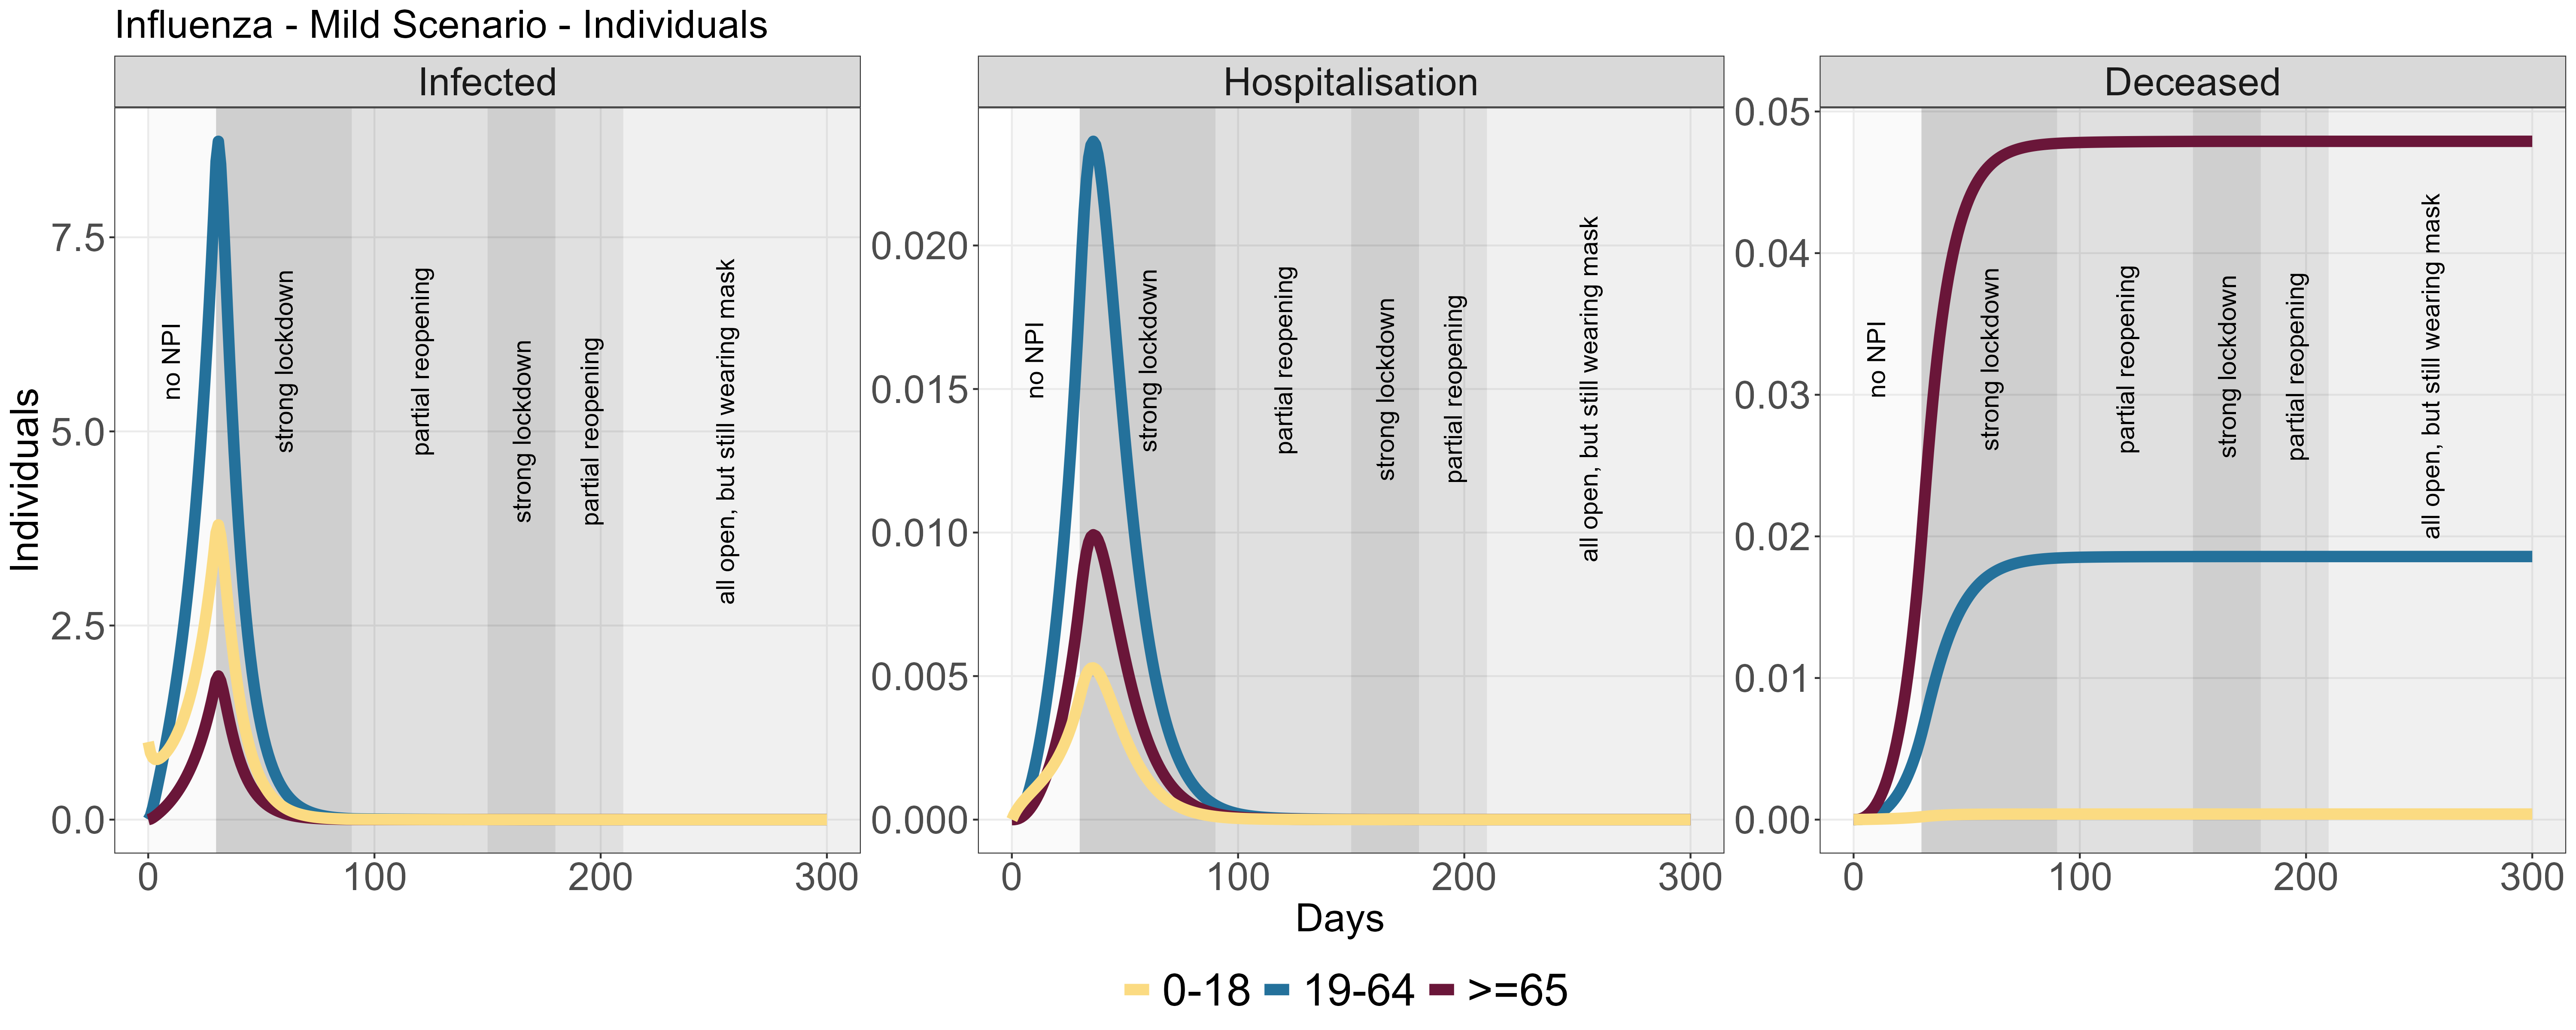 Influenza - Mild Scenario - Individuals
Infected
Hospitalisation
Deceased
Individuals
7.5
5.0
2.5
0.0
no NPI
strong lockdown
partial reopening
strong lockdown
partial reopening
all open, but still wearing mask
0
100
200
300
0.020
0.015
0.010
0.005
0.000
no NPI
strong lockdown
partial reopening
strong lockdown
partial reopening
all open, but still wearing mask
0
100
200
300
0.05
0.04
0.03
0.02
0.01
0.00
no NPI
strong lockdown
partial reopening
strong lockdown
partial reopening
all open, but still wearing mask
0
100
200
300
Days
0-18 19-64 >=65